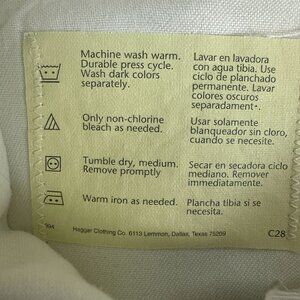 Machine wash warm.
Durable press cycle.
Wash dark colors
separately.
Lavar en lavadora
con agua tibia. Use
ciclo de planchado
permanente. Lavar
colores oscuros
separadament.
Only non-chlorine
bleach as needed.
Usar solamente
blanqueador sin cloro,
cuando se necesite.
Tumble dry, medium.
Remove promptly
Secar en secadora ciclo
mediano. Remover
immediatamente.
Warm iron as needed.
Plancha tibia si se
necesita.
104
Haggar Clothing Co. 6113 Lemmon, Dallas, Texas 75209
C28